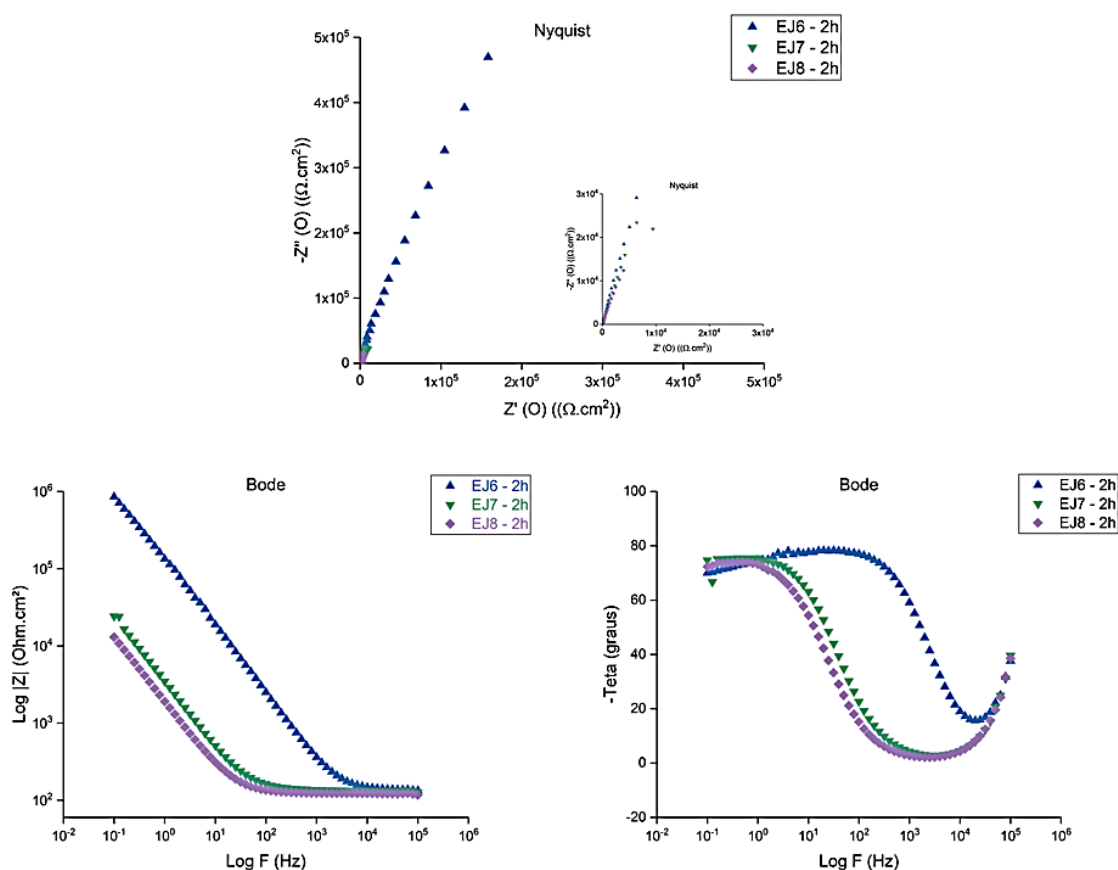 Nyquist
EJ6 - 2h
EJ7 - 2h
EJ8 - 2h
5x10⁵
4x10⁵
3x10⁵
2x10⁵
1x10⁵
0
-Z'' (O) ((Ω.cm²))
0
1x10⁵
2x10⁵
3x10⁵
4x10⁵
5x10⁵
Z' (O) ((Ω.cm²))
Nyquist
3x10⁴
2x10⁴
1x10⁴
0
-Z'' (O) ((Ω.cm²))
0
1x10⁴
2x10⁴
3x10⁴
Z' (O) ((Ω.cm²))
Bode
EJ6 - 2h
EJ7 - 2h
EJ8 - 2h
10⁶
10⁵
10⁴
10³
10²
Log |Z| (Ohm.cm²)
10⁻²
10⁻¹
10⁰
10¹
10²
10³
10⁴
10⁵
10⁶
Log F (Hz)
Bode
EJ6 - 2h
EJ7 - 2h
EJ8 - 2h
100
80
60
40
20
0
-20
-Teta (graus)
10⁻²
10⁻¹
10⁰
10¹
10²
10³
10⁴
10⁵
10⁶
Log F (Hz)